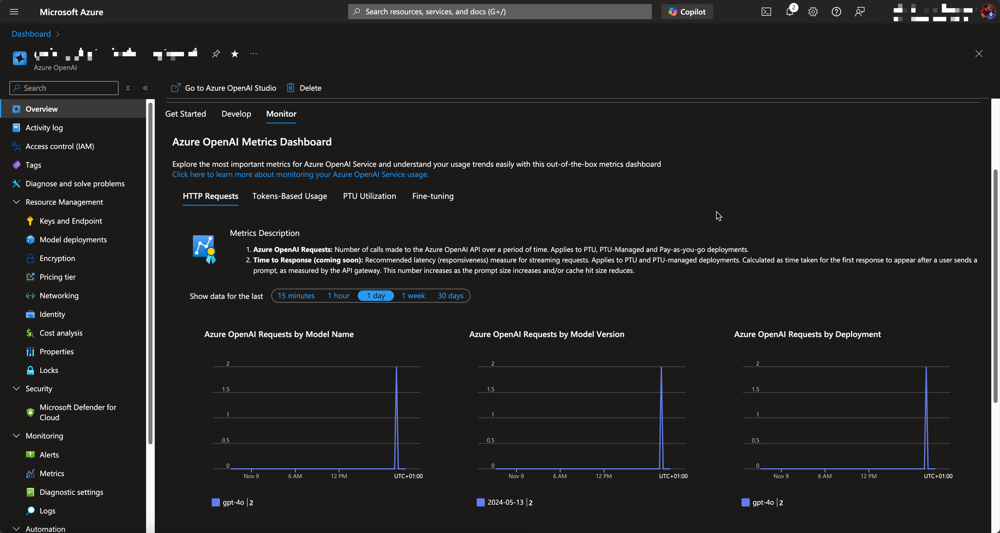 Microsoft Azure
Search resources, services, and docs (G+/)
Copilot
2
Dashboard
Azure OpenAI
Search
Go to Azure OpenAI Studio
Delete
Overview
Activity log
Access control (IAM)
Tags
Diagnose and solve problems
Resource Management
Keys and Endpoint
Model deployments
Encryption
Pricing tier
Networking
Identity
Cost analysis
Properties
Locks
Security
Microsoft Defender for
Cloud
Monitoring
Alerts
Metrics
Diagnostic settings
Logs
Automation
Get Started Develop Monitor
Azure OpenAI Metrics Dashboard
Explore the most important metrics for Azure OpenAI Service and understand your usage trends easily with this out-of-the-box metrics dashboard
Click here to learn more about monitoring your Azure OpenAI Service usage.
HTTP Requests Tokens-Based Usage PTU Utilization Fine-tuning
Metrics Description
1. Azure OpenAI Requests: Number of calls made to the Azure OpenAI API over a period of time. Applies to PTU, PTU-Managed and Pay-as-you-go deployments.
2. Time to Response (coming soon): Recommended latency (responsiveness) measure for streaming requests. Applies to PTU and PTU-managed deployments. Calculated as time taken for the first response to appear after a user sends a
prompt, as measured by the API gateway. This number increases as the prompt size increases and/or cache hit size reduces.
Show data for the last 15 minutes 1 hour 1 day 1 week 30 days
Azure OpenAI Requests by Model Name
2
1.5
1
0.5
0
Nov 9 6 AM 12 PM UTC+01:00
gpt-4o | 2
Azure OpenAI Requests by Model Version
2
1.5
1
0.5
0
Nov 9 6 AM 12 PM UTC+01:00
2024-05-13 | 2
Azure OpenAI Requests by Deployment
2
1.5
1
0.5
0
Nov 9 6 AM 12 PM UTC+01:00
gpt-4o | 2